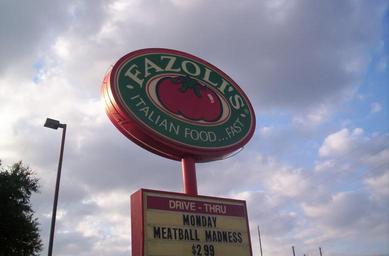 FAZOLI'S
ITALIAN FOOD...FAST
DRIVE - THRU
MONDAY
MEATBALL MADNESS
$2.99